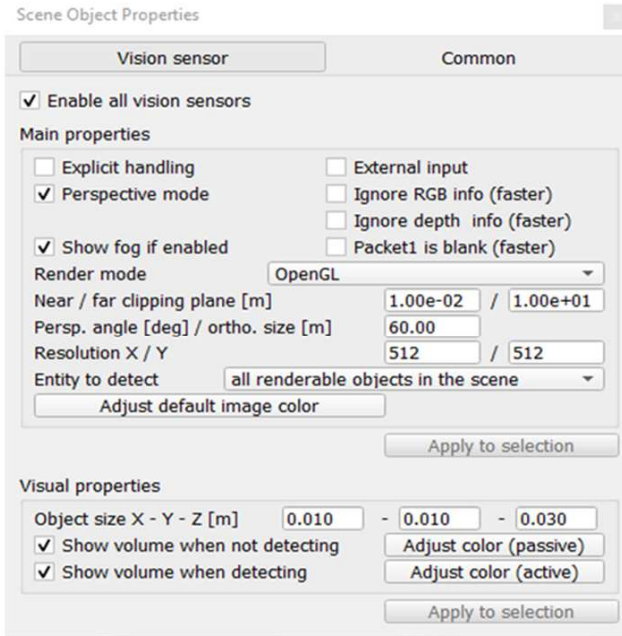 Scene Object Properties
Vision sensor Common
Enable all vision sensors
Main properties
Explicit handling External input
Perspective mode Ignore RGB info (faster)
Ignore depth info (faster)
Show fog if enabled Packet1 is blank (faster)
Render mode OpenGL
Near / far clipping plane [m] 1.00e-02 / 1.00e+01
Persp. angle [deg] / ortho. size [m] 60.00
Resolution X / Y 512 / 512
Entity to detect all renderable objects in the scene
Adjust default image color
Apply to selection
Visual properties
Object size X - Y - Z [m] 0.010 - 0.010 - 0.030
Show volume when not detecting Adjust color (passive)
Show volume when detecting Adjust color (active)
Apply to selection